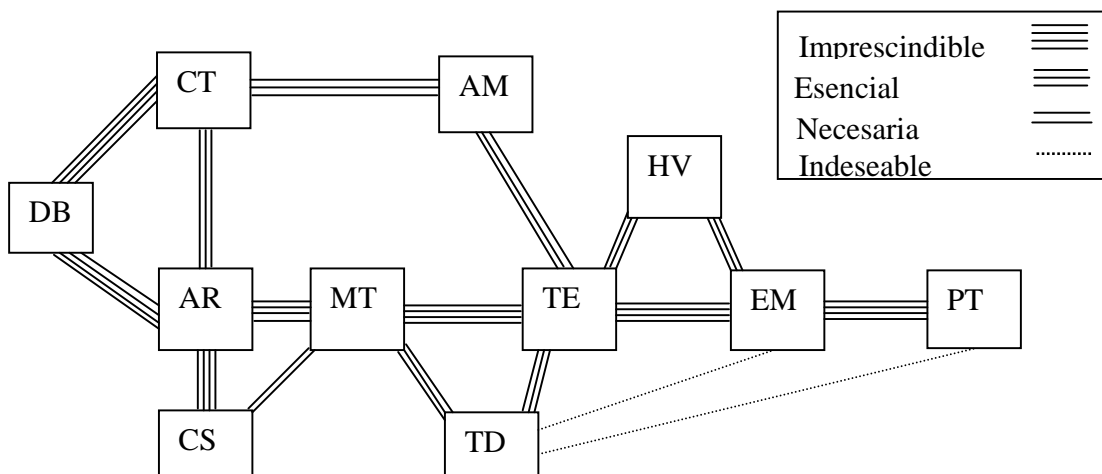 CT
AM
Imprescindible
Esencial
Necesaria
Indeseable
HV
DB
AR
MT
TE
EM
PT
CS
TD